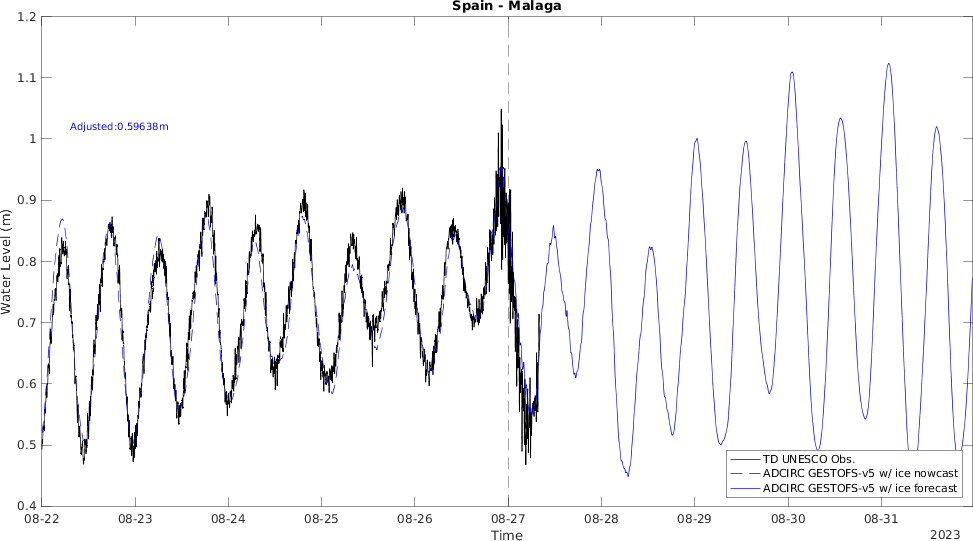 Spain - Malaga
1.2
1.1
1
0.9
0.8
0.7
0.6
0.5
0.4
Water Level (m)
Adjusted:0.59638m
TD UNESCO Obs.
ADCIRC GESTOFS-v5 w/ ice nowcast
ADCIRC GESTOFS-v5 w/ ice forecast
08-22 08-23 08-24 08-25 08-26 08-27 08-28 08-29 08-30 08-31
Time
2023